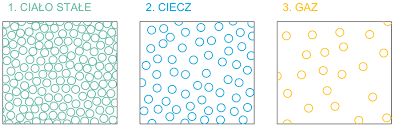 1. CIAŁO STAŁE
2. CIECZ
3. GAZ